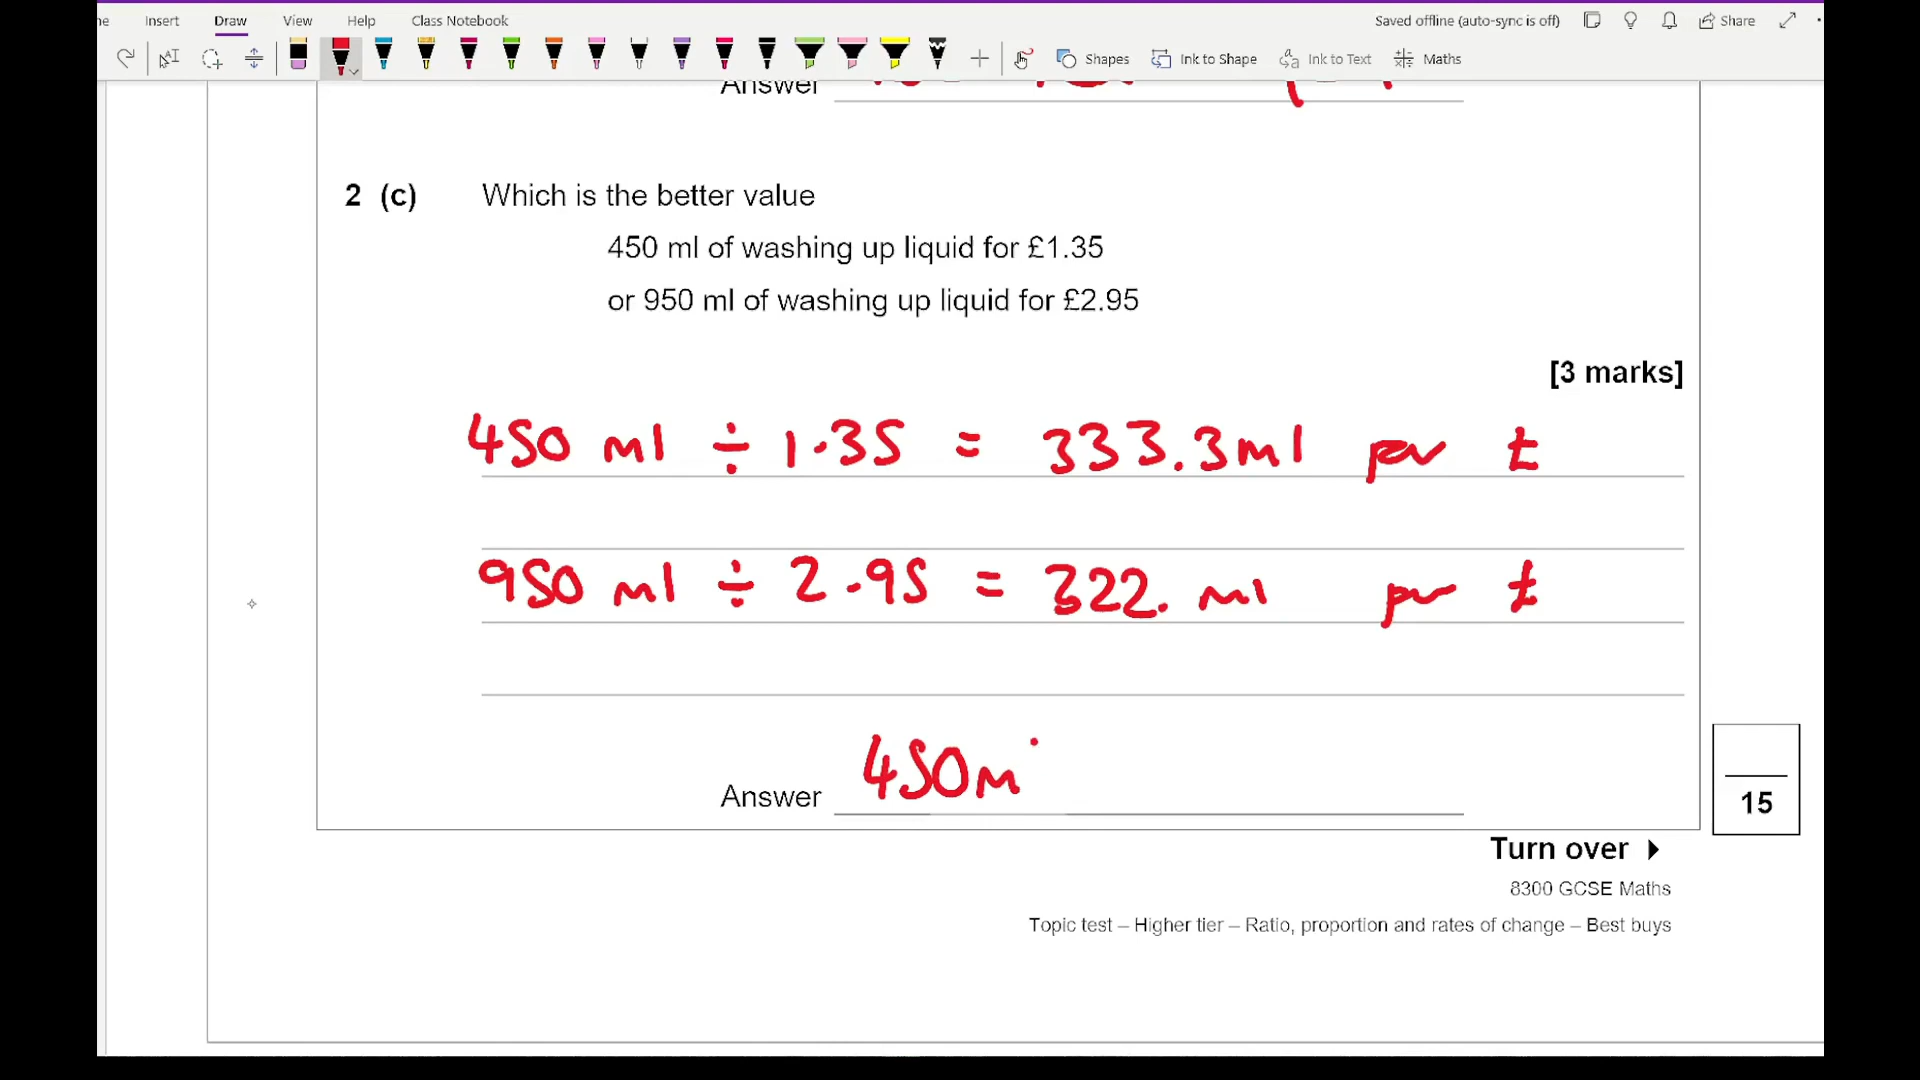 Insert Draw View Help Class Notebook Saved offline (auto-sync is off) Share
Shapes Ink to Shape Ink to Text Maths
Answer
2 (c) Which is the better value
450 ml of washing up liquid for £1.35
or 950 ml of washing up liquid for £2.95
[3 marks]
450 ml ÷ 1.35 = 333.3ml per £
950 ml ÷ 2.95 = 322. ml per £
Answer 450m
15
Turn over
8300 GCSE Maths
Topic test – Higher tier – Ratio, proportion and rates of change – Best buys